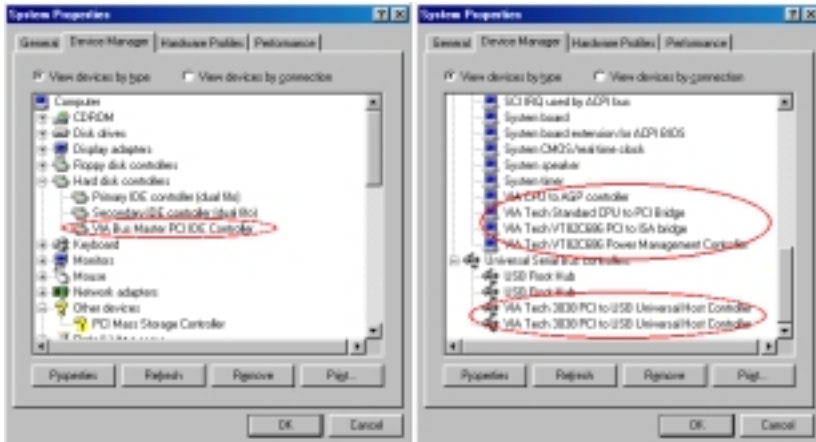 System Properties
General
Device Manager
Hardware Profiles
Performance
View devices by type
View devices by connection
Computer
CDROM
Disk drives
Display adapters
Floppy disk controllers
Hard disk controllers
Primary IDE controller (dual fifo)
Secondary IDE controller (dual fifo)
VIA Bus Master PCI IDE Controller
Keyboard
Monitors
Mouse
Network adapters
Other devices
PCI Mass Storage Controller
Properties
Refresh
Remove
Print...
OK
Cancel
System Properties
General
Device Manager
Hardware Profiles
Performance
View devices by type
View devices by connection
SCI IRQ used by ACPI bus
System board
System board extension for ACPI BIOS
System CMOS/real time clock
System speaker
System timer
VIA CPU to AGP controller
VIA Tech Standard CPU to PCI Bridge
VIA Tech VT82C686 PCI to ISA bridge
VIA Tech VT82C686 Power Management Controller
Universal Serial Bus controllers
USB Root Hub
USB Root Hub
VIA Tech 3038 PCI to USB Universal Host Controller
VIA Tech 3038 PCI to USB Universal Host Controller
Properties
Refresh
Remove
Print...
OK
Cancel